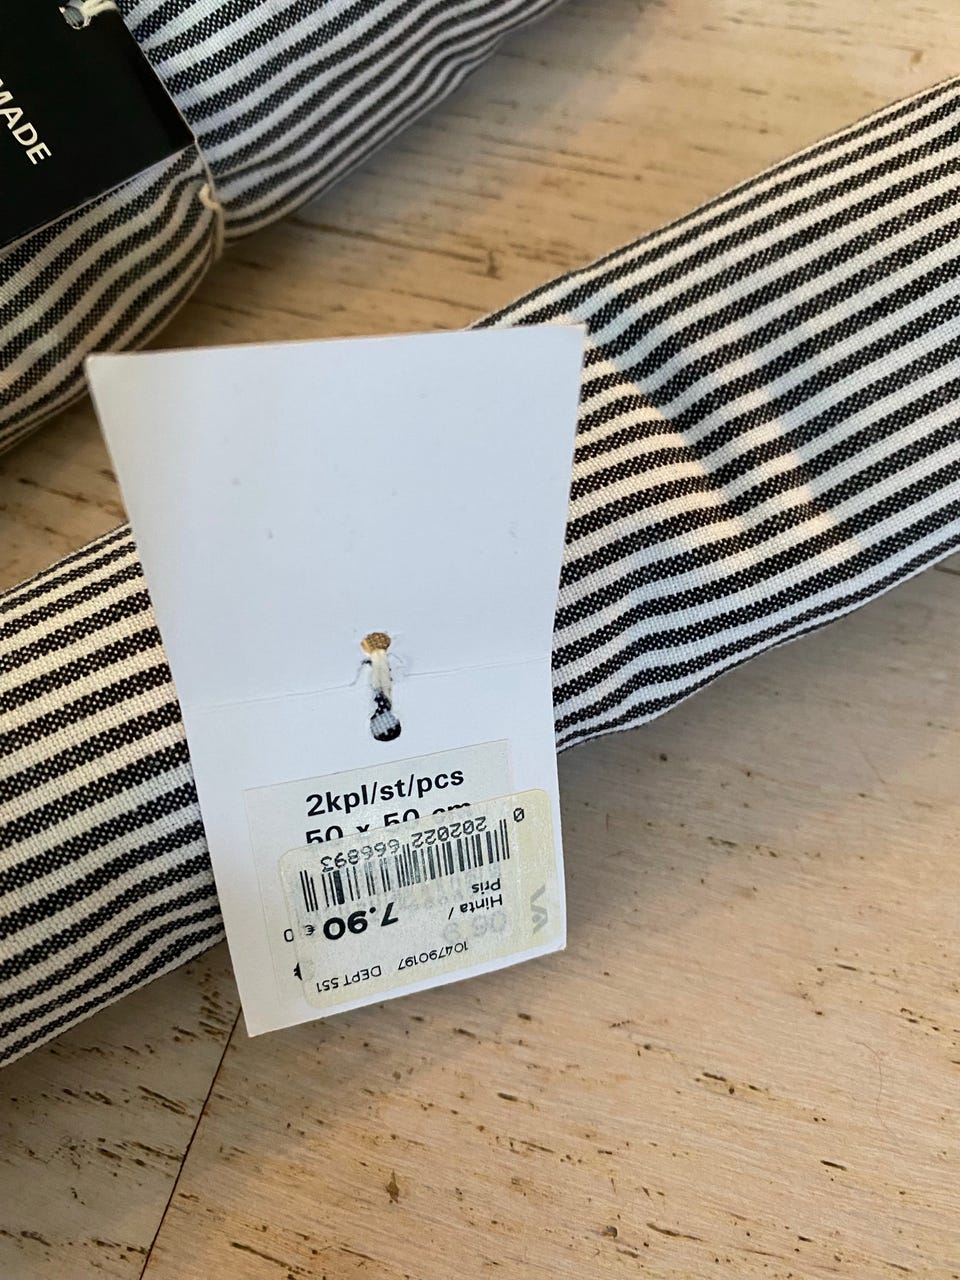 MADE
2kpl/st/pcs
50 x 50 cm
0 202022 666893
Hinta /
Pris
7.90 €
104790197 DEPT 551